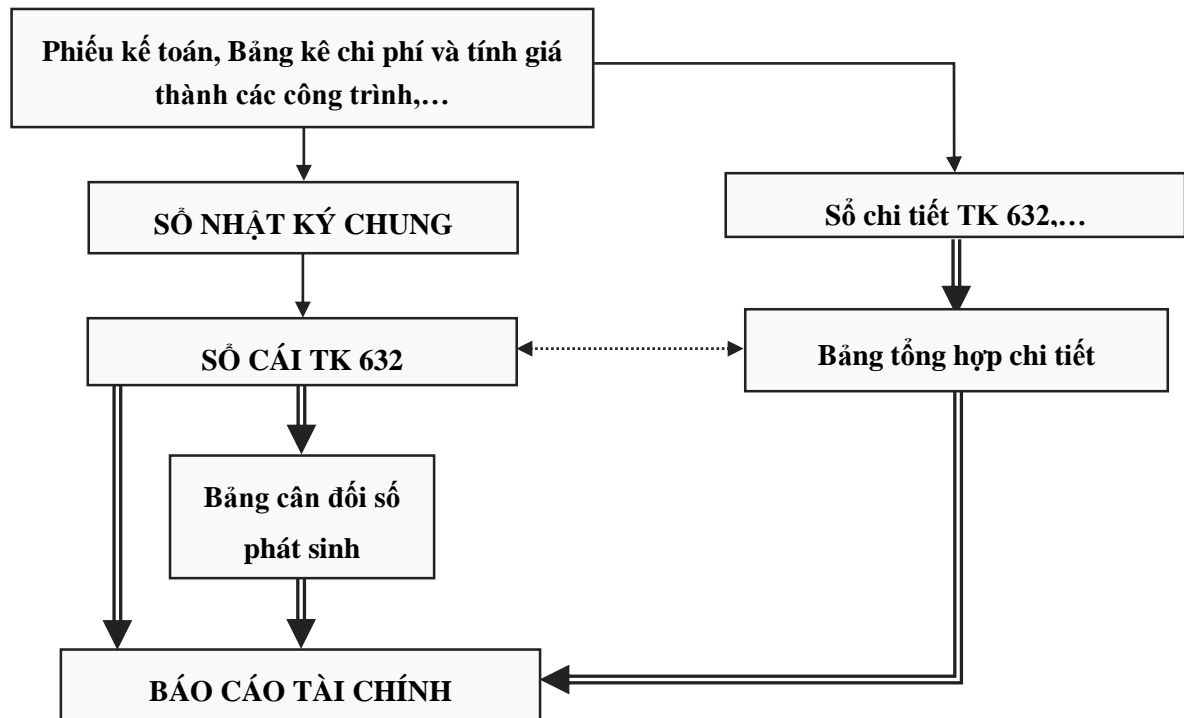 Phiếu kế toán, Bảng kê chi phí và tính giá
thành các công trình,…
SỔ NHẬT KÝ CHUNG
Sổ chi tiết TK 632,…
SỔ CÁI TK 632
Bảng tổng hợp chi tiết
Bảng cân đối số
phát sinh
BÁO CÁO TÀI CHÍNH